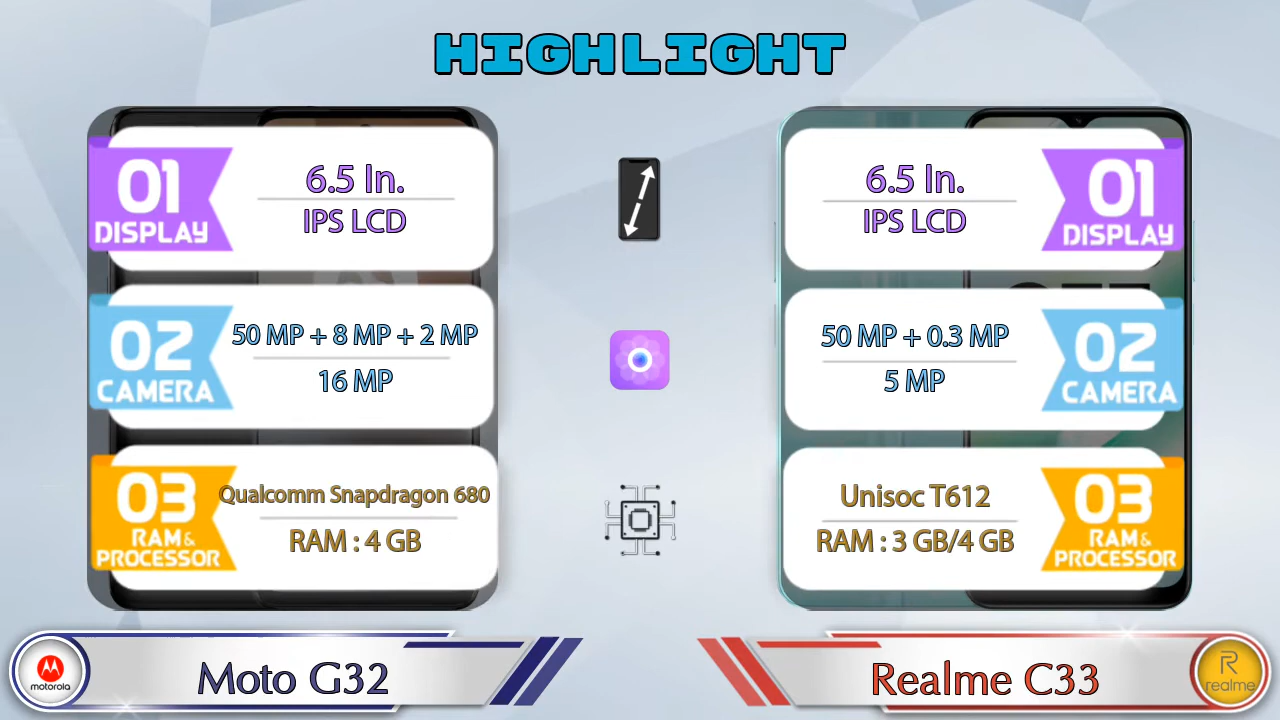 HIGHLIGHT
01
DISPLAY
6.5 In.
IPS LCD
02
CAMERA
50 MP + 8 MP + 2 MP
16 MP
03
RAM &
PROCESSOR
Qualcomm Snapdragon 680
RAM : 4 GB
6.5 In.
IPS LCD
01
DISPLAY
50 MP + 0.3 MP
5 MP
02
CAMERA
Unisoc T612
RAM : 3 GB/4 GB
03
RAM &
PROCESSOR
motorola
Moto G32
Realme C33
R
realme